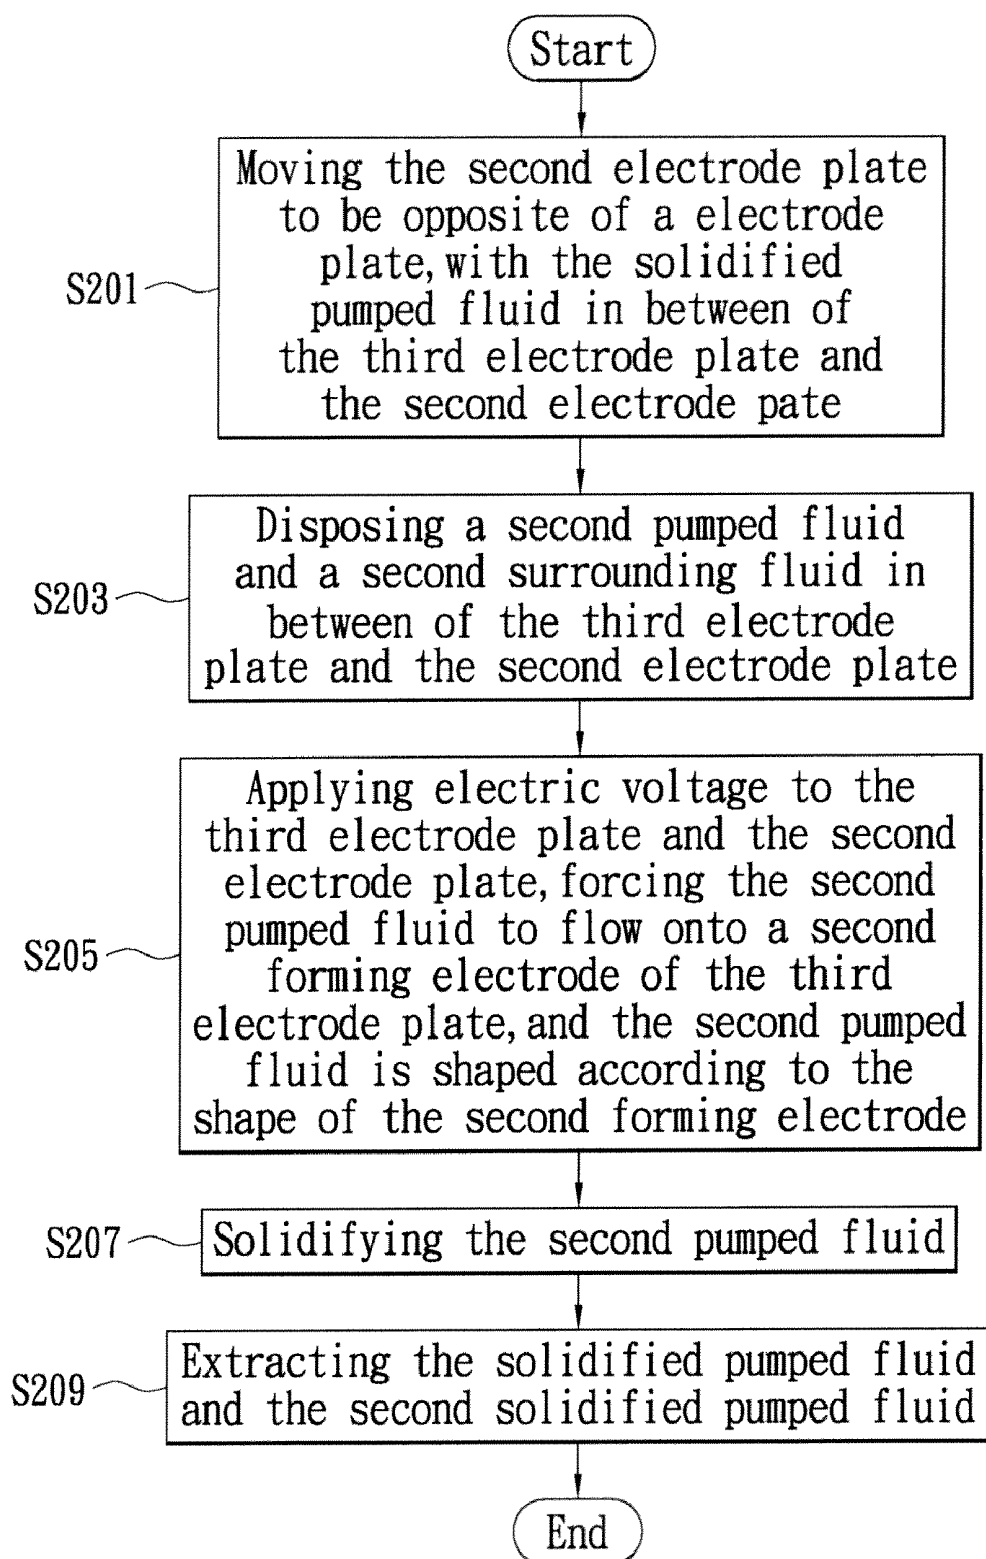 Start
S201
Moving the second electrode plate
to be opposite of a electrode
plate, with the solidified
pumped fluid in between of
the third electrode plate and
the second electrode pate
S203
Disposing a second pumped fluid
and a second surrounding fluid in
between of the third electrode
plate and the second electrode plate
S205
Applying electric voltage to the
third electrode plate and the second
electrode plate, forcing the second
pumped fluid to flow onto a second
forming electrode of the third
electrode plate, and the second pumped
fluid is shaped according to the
shape of the second forming electrode
S207
Solidifying the second pumped fluid
S209
Extracting the solidified pumped fluid
and the second solidified pumped fluid
End